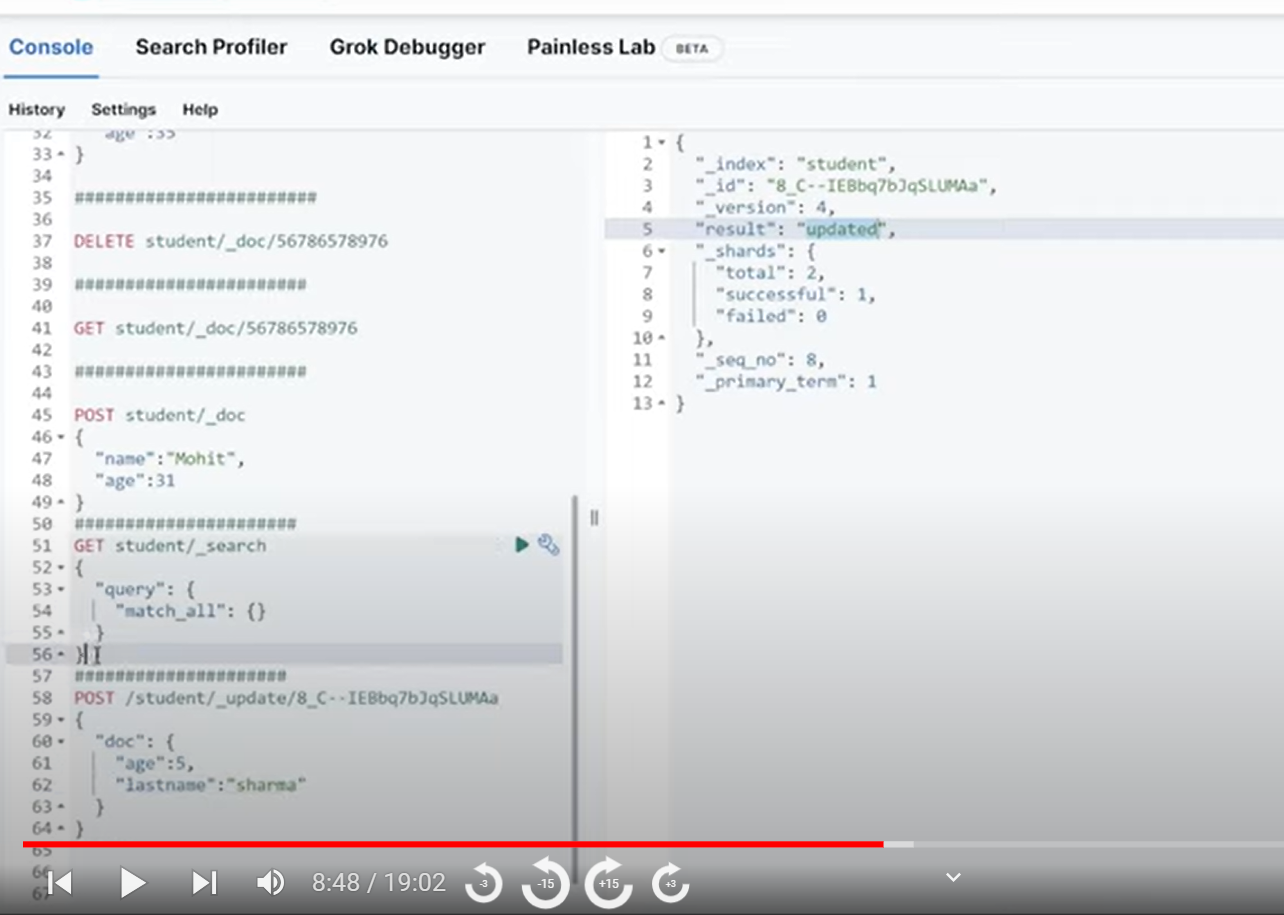 Console Search Profiler Grok Debugger Painless Lab BETA
History Settings Help
32 "age":35
33 }
34
35 ########################
36
37 DELETE student/_doc/56786578976
38
39 #######################
40
41 GET student/_doc/56786578976
42
43 #######################
44
45 POST student/_doc
46 {
47 "name":"Mohit",
48 "age":31
49 }
50 ######################
51 GET student/_search
52 {
53 "query": {
54 "match_all": {}
55 }
56 }
57 #####################
58 POST /student/_update/8_C--IEBbq7bJqSLUMAa
59 {
60 "doc": {
61 "age":5,
62 "lastname":"sharma"
63 }
64 }
65
66
67
1 {
2 "_index": "student",
3 "_id": "8_C--IEBbq7bJqSLUMAa",
4 "_version": 4,
5 "result": "updated",
6 "_shards": {
7 "total": 2,
8 "successful": 1,
9 "failed": 0
10 },
11 "_seq_no": 8,
12 "_primary_term": 1
13 }
8:48 / 19:02 -3 -15 +15 +3